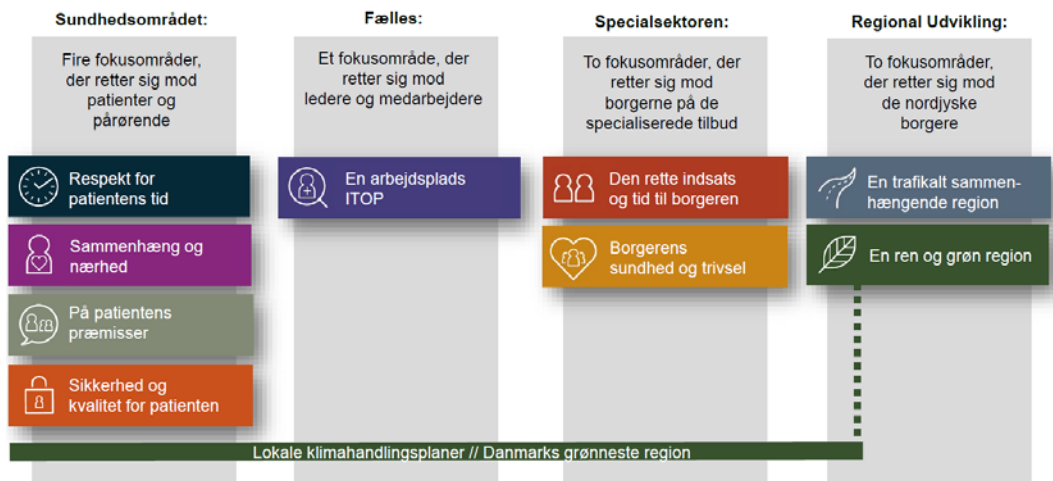 Sundhedsområdet:
Fire fokusområder,
der retter sig mod
patienter og
pårørende
Respekt for
patientens tid
Sammenhæng og
nærhed
På patientens
præmisser
Sikkerhed og
kvalitet for patienten
Fælles:
Et fokusområde, der
retter sig mod
ledere og medarbejdere
En arbejdsplads
ITOP
Specialsektoren:
To fokusområder, der
retter sig mod
borgerne på de
specialiserede tilbud
Den rette indsats
og tid til borgeren
Borgerens
sundhed og trivsel
Regional Udvikling:
To fokusområder,
der retter sig mod
de nordjyske
borgere
En trafikalt sammen-
hængende region
En ren og grøn region
Lokale klimahandlingsplaner // Danmarks grønneste region